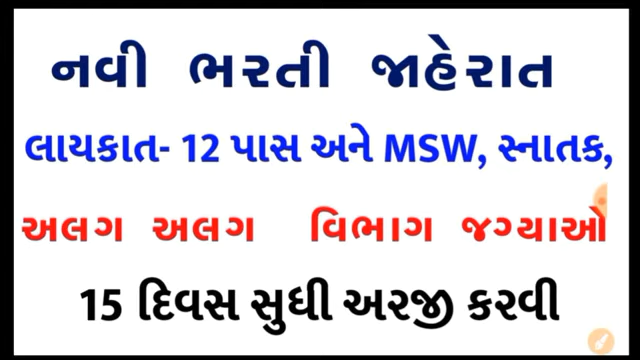 નવી ભરતી જાહેરાત
લાયકાત- 12 પાસ અને MSW, સ્નાતક,
અલગ અલગ વિભાગ જગ્યાઓ
15 દિવસ સુધી અરજી કરવી